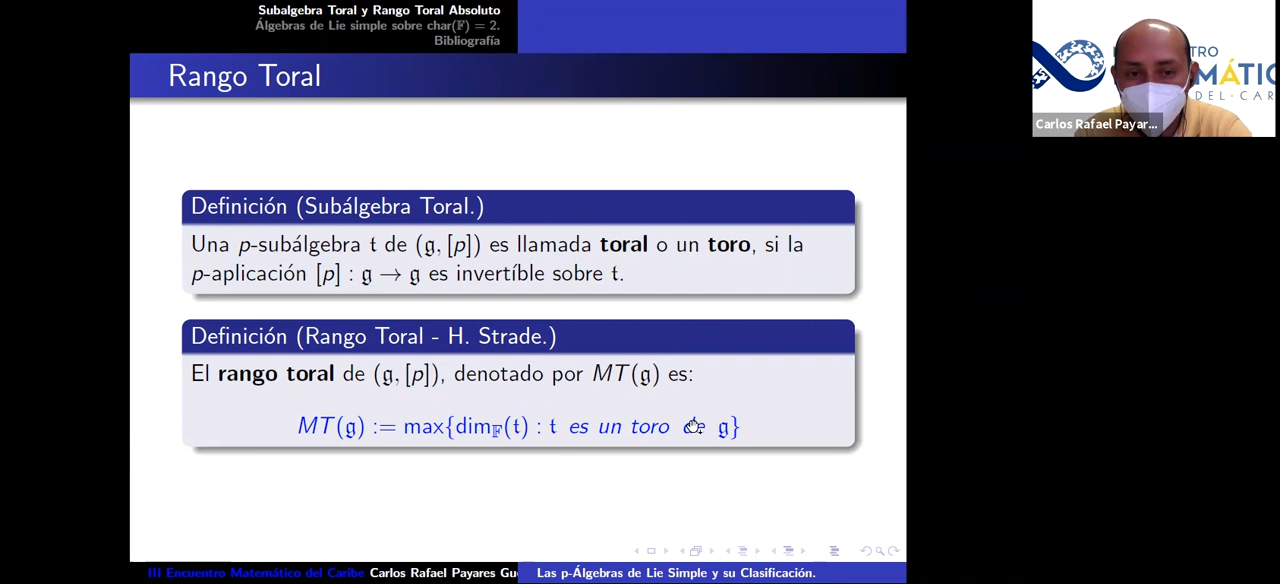 Subalgebra Toral y Rango Toral Absoluto
Álgebras de Lie simple sobre char(𝔽) = 2.
Bibliografía
Rango Toral
Definición (Subálgebra Toral.)
Una p-subálgebra 𝔱 de (𝔤, [p]) es llamada toral o un toro, si la
p-aplicación [p] : 𝔤 → 𝔤 es invertíble sobre 𝔱.
Definición (Rango Toral - H. Strade.)
El rango toral de (𝔤, [p]), denotado por MT(𝔤) es:
MT(𝔤) := max{dim𝔽(𝔱) : 𝔱 es un toro de 𝔤}
III Encuentro Matemático del Caribe Carlos Rafael Payares Gue
Las p-Álgebras de Lie Simple y su Clasificación.
TRO
MÁTIC
DEL·CAR
Carlos Rafael Payar...